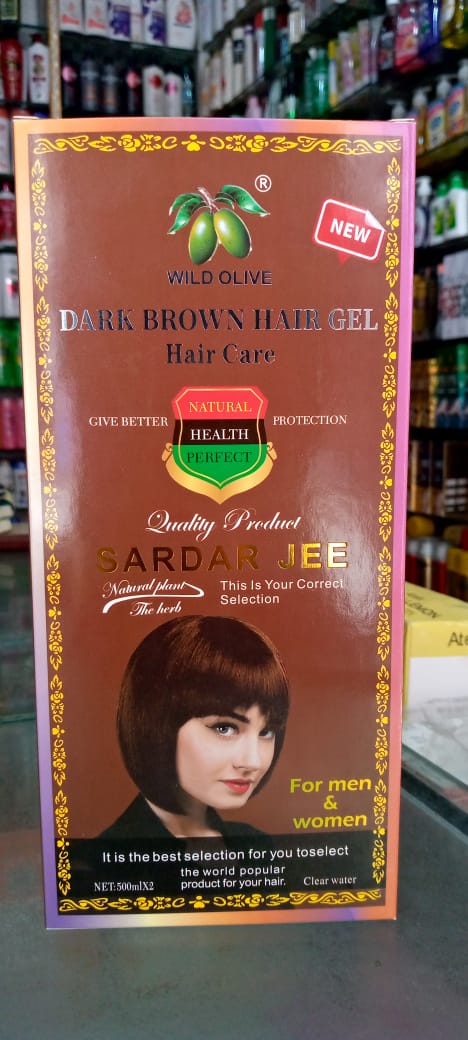 ®
NEW
WILD OLIVE
DARK BROWN HAIR GEL
Hair Care
GIVE BETTER
NATURAL
HEALTH
PERFECT
PROTECTION
Quality Product
SARDAR JEE
Natural plant
The herb
This Is Your Correct
Selection
For men
&
women
It is the best selection for you toselect
the world popular
product for your hair.
NET:500mlX2
Clear water
Ate